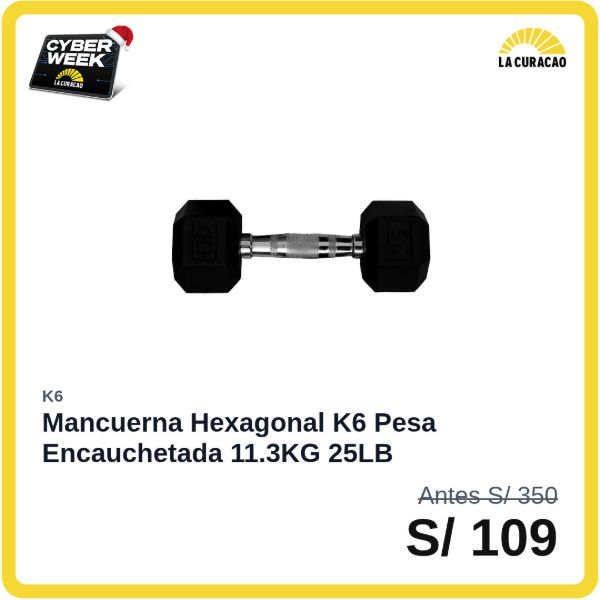 CYBER
WEEK
LA CURACAO
LA CURACAO
K6
Mancuerna Hexagonal K6 Pesa
Encauchetada 11.3KG 25LB
Antes S/ 350
S/ 109